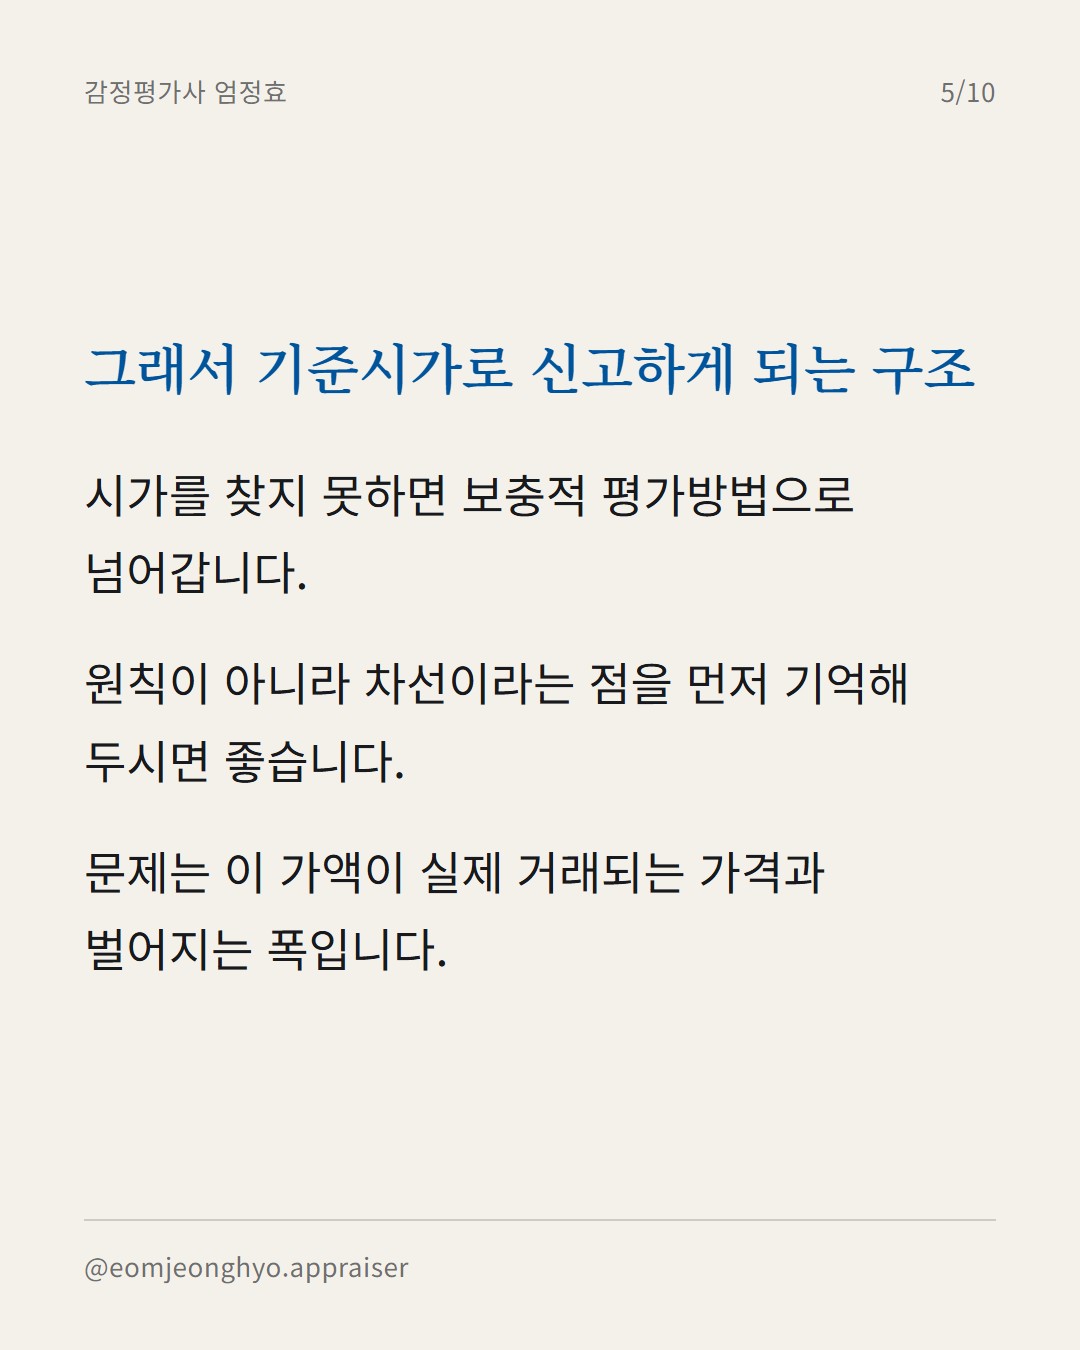 감정평가사 엄정효
5/10
그래서 기준시가로 신고하게 되는 구조
시가를 찾지 못하면 보충적 평가방법으로
넘어갑니다.
원칙이 아니라 차선이라는 점을 먼저 기억해
두시면 좋습니다.
문제는 이 가액이 실제 거래되는 가격과
벌어지는 폭입니다.
@eomjeonghyo.appraiser